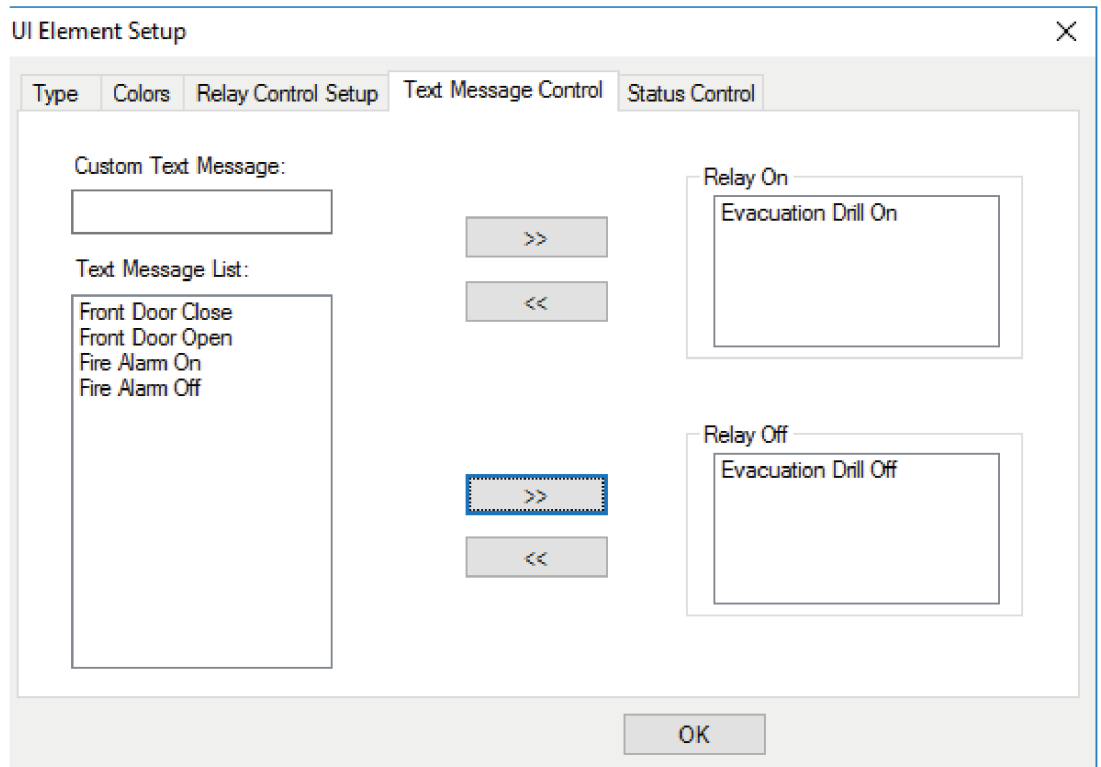 UI Element Setup
Type
Colors
Relay Control Setup
Text Message Control
Status Control
Custom Text Message:
Text Message List:
Front Door Close
Front Door Open
Fire Alarm On
Fire Alarm Off
>>
<<
>>
<<
Relay On
Evacuation Drill On
Relay Off
Evacuation Drill Off
OK